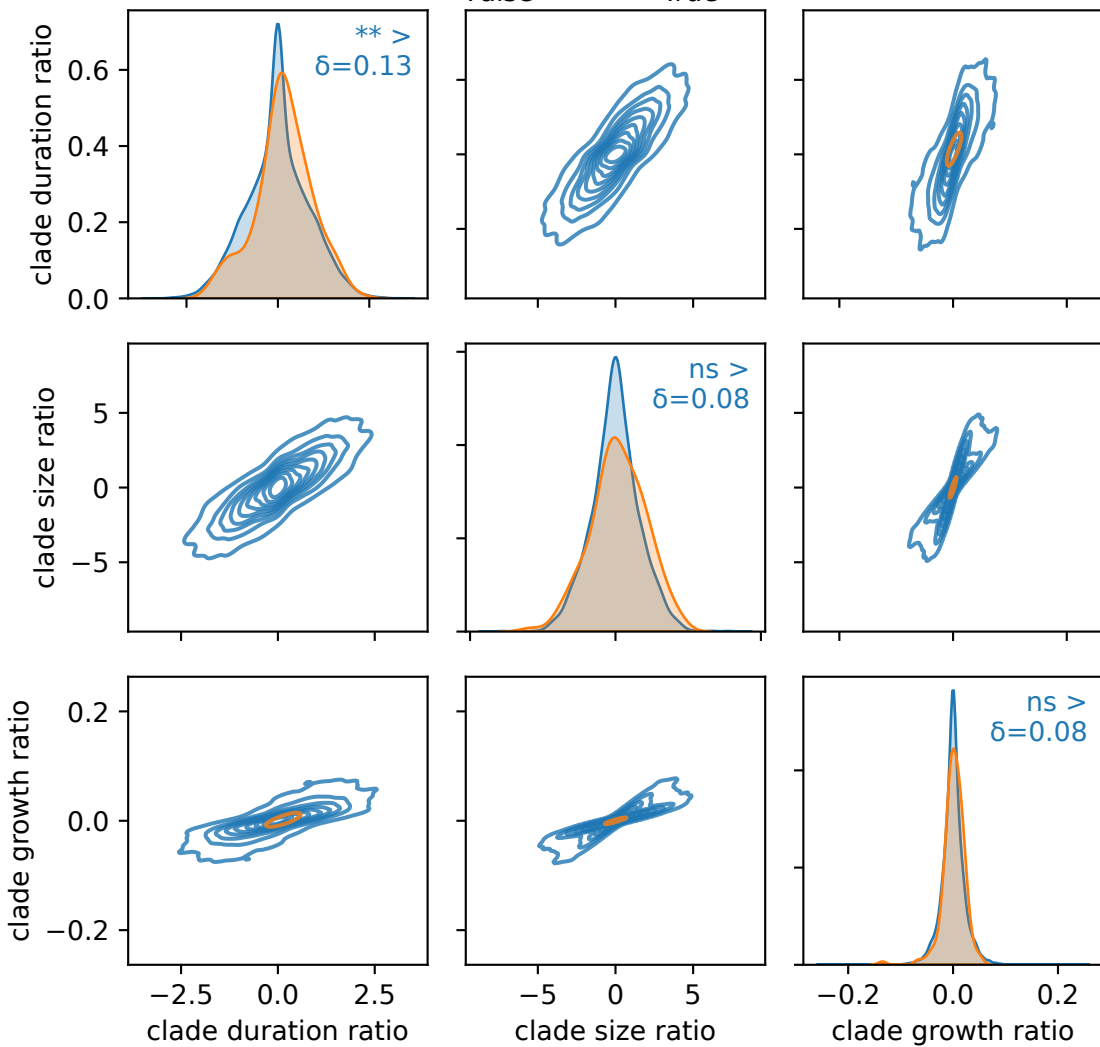 ** >
δ=0.13
clade duration ratio
0.6
0.4
0.2
0.0
ns >
δ=0.08
clade size ratio
5
0
−5
ns >
δ=0.08
clade growth ratio
0.2
0.0
−0.2
−2.5 0.0 2.5 −5 0 5 −0.2 0.0 0.2
clade duration ratio clade size ratio clade growth ratio